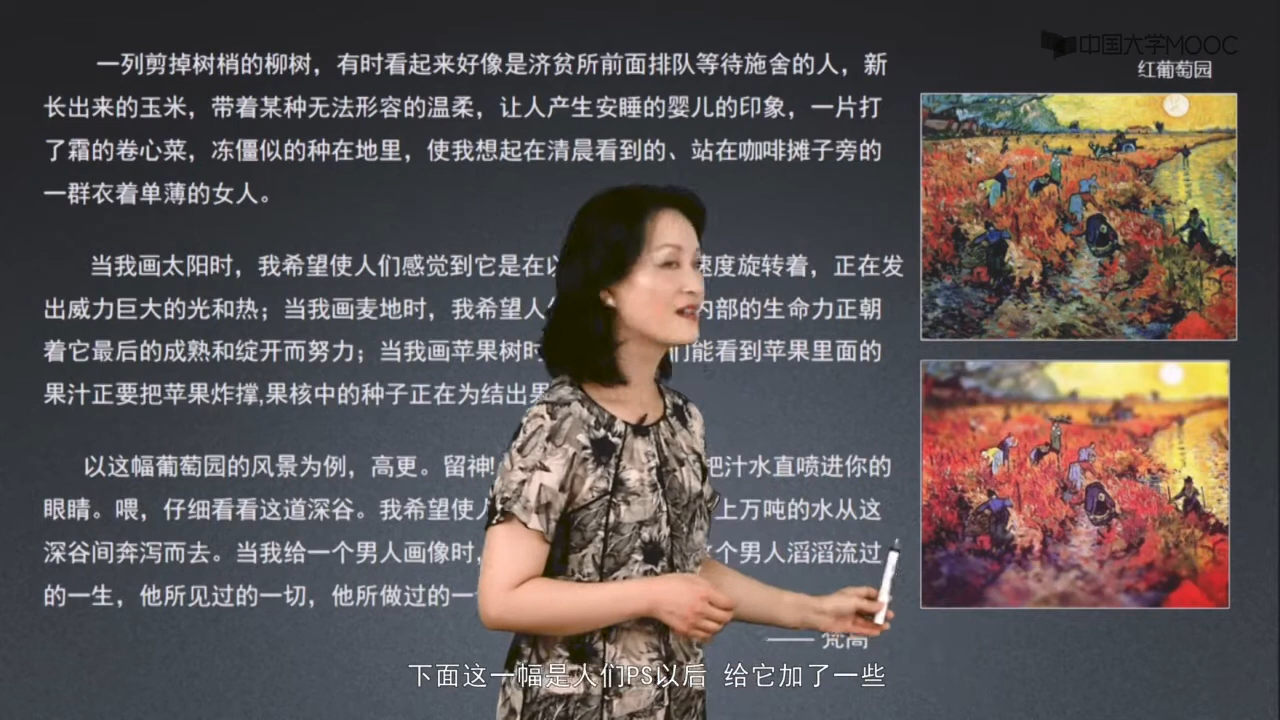 中国大学MOOC
红葡萄园
一列剪掉树梢的柳树，有时看起来好像是济贫所前面排队等待施舍的人，新
长出来的玉米，带着某种无法形容的温柔，让人产生安睡的婴儿的印象，一片打
了霜的卷心菜，冻僵似的种在地里，使我想起在清晨看到的、站在咖啡摊子旁的
一群衣着单薄的女人。
当我画太阳时，我希望使人们感觉到它是在以 速度旋转着，正在发
出威力巨大的光和热；当我画麦地时，我希望人 内部的生命力正朝
着它最后的成熟和绽开而努力；当我画苹果树时 们能看到苹果里面的
果汁正要把苹果炸撑,果核中的种子正在为结出果
以这幅葡萄园的风景为例，高更。留神! 把汁水直喷进你的
眼睛。喂，仔细看看这道深谷。我希望使人 上万吨的水从这
深谷间奔泻而去。当我给一个男人画像时， 个男人滔滔流过
的一生，他所见过的一切，他所做过的一
—— 梵高
下面这一幅是人们PS以后 给它加了一些